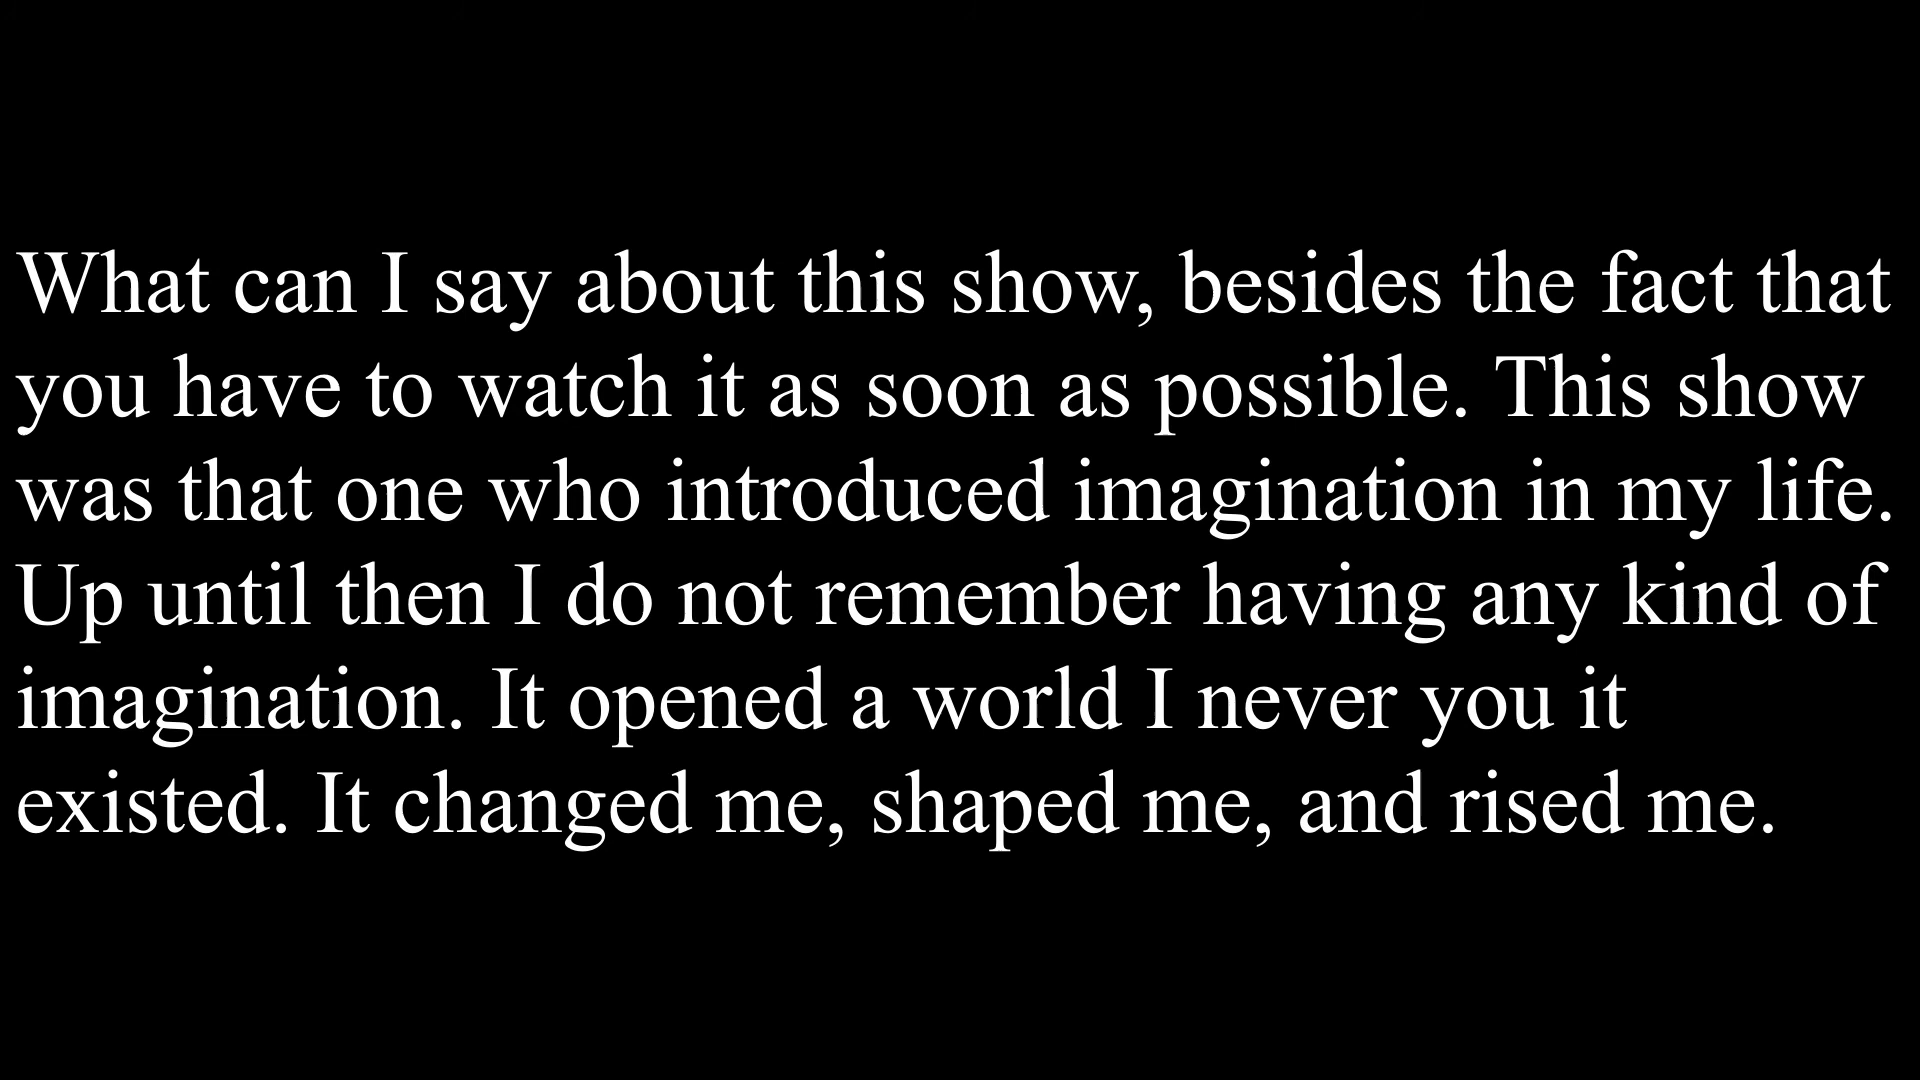 What can I say about this show, besides the fact that
you have to watch it as soon as possible. This show
was that one who introduced imagination in my life.
Up until then I do not remember having any kind of
imagination. It opened a world I never you it
existed. It changed me, shaped me, and rised me.